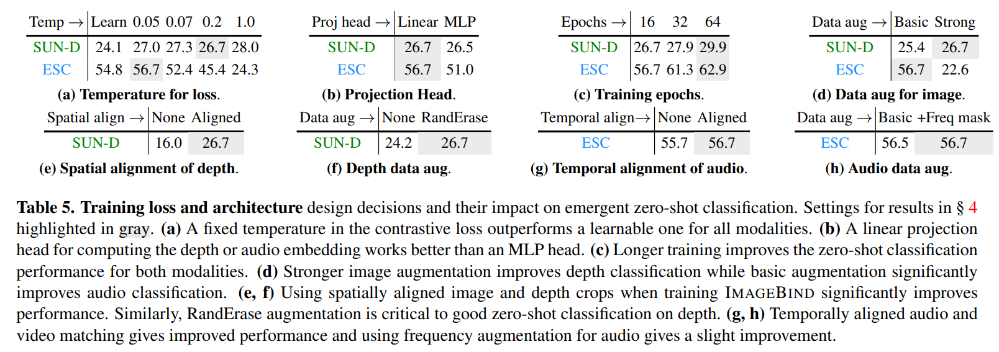 Temp → Learn 0.05 0.07 0.2 1.0
SUN-D 24.1 27.0 27.3 26.7 28.0
ESC 54.8 56.7 52.4 45.4 24.3
(a) Temperature for loss.
Proj head → Linear MLP
SUN-D 26.7 26.5
ESC 56.7 51.0
(b) Projection Head.
Epochs → 16 32 64
SUN-D 26.7 27.9 29.9
ESC 56.7 61.3 62.9
(c) Training epochs.
Data aug → Basic Strong
SUN-D 25.4 26.7
ESC 56.7 22.6
(d) Data aug for image.
Spatial align → None Aligned
SUN-D 16.0 26.7
(e) Spatial alignment of depth.
Data aug → None RandErase
SUN-D 24.2 26.7
(f) Depth data aug.
Temporal align→ None Aligned
ESC 55.7 56.7
(g) Temporal alignment of audio.
Data aug → Basic +Freq mask
ESC 56.5 56.7
(h) Audio data aug.
Table 5. Training loss and architecture design decisions and their impact on emergent zero-shot classification. Settings for results in § 4
highlighted in gray. (a) A fixed temperature in the contrastive loss outperforms a learnable one for all modalities. (b) A linear projection
head for computing the depth or audio embedding works better than an MLP head. (c) Longer training improves the zero-shot classification
performance for both modalities. (d) Stronger image augmentation improves depth classification while basic augmentation significantly
improves audio classification. (e, f) Using spatially aligned image and depth crops when training IMAGEBIND significantly improves
performance. Similarly, RandErase augmentation is critical to good zero-shot classification on depth. (g, h) Temporally aligned audio and
video matching gives improved performance and using frequency augmentation for audio gives a slight improvement.